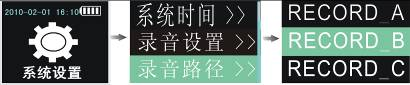 2010-02-01 16:10
系统设置
系统时间 >>
录音设置 >>
录音路径 >>
RECORD_A
RECORD_B
RECORD_C